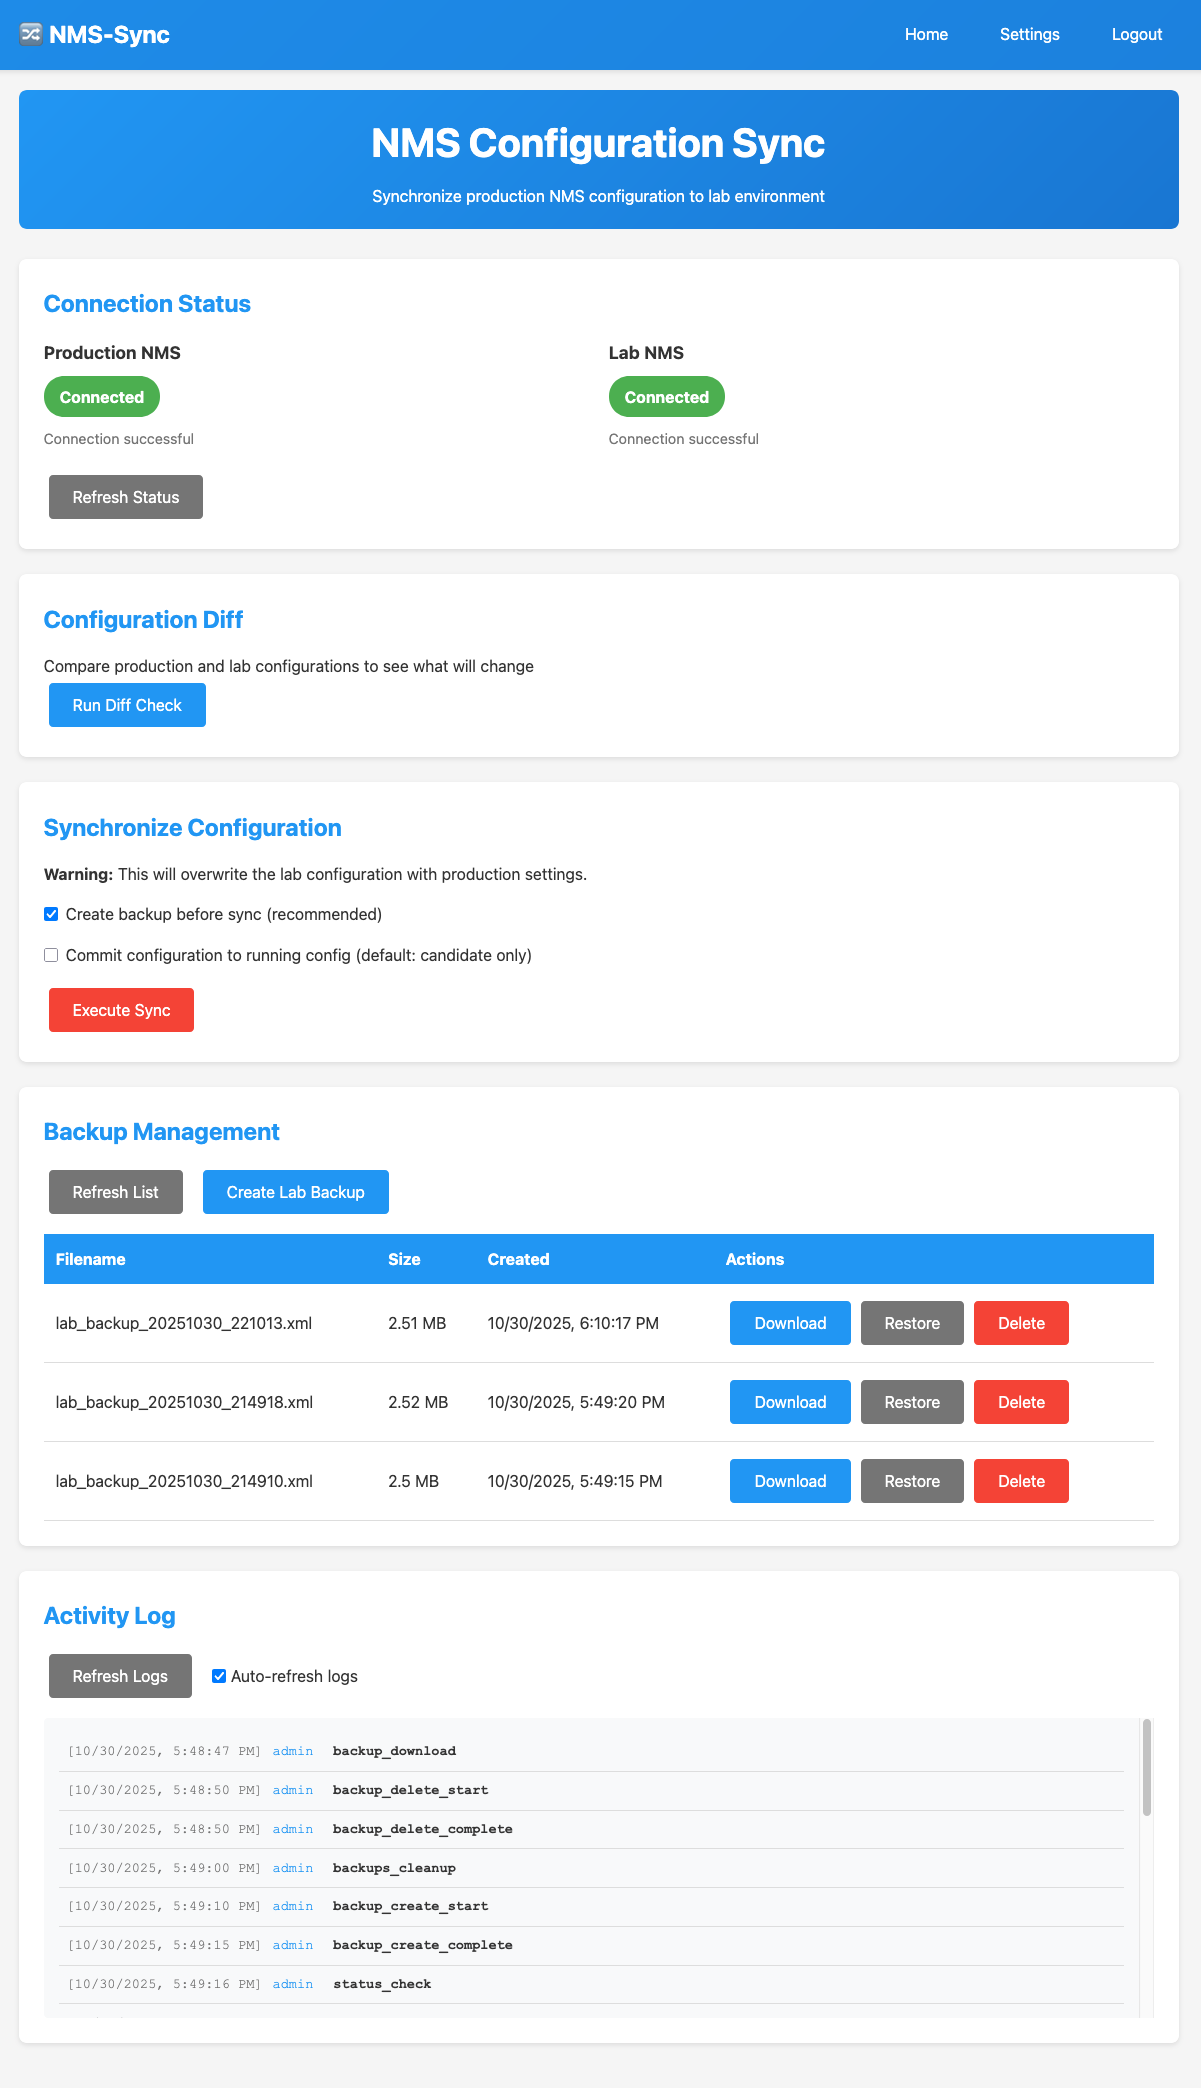 NMS-Sync
Home Settings Logout
NMS Configuration Sync
Synchronize production NMS configuration to lab environment
Connection Status
Production NMS
Connected
Connection successful
Lab NMS
Connected
Connection successful
Refresh Status
Configuration Diff
Compare production and lab configurations to see what will change
Run Diff Check
Synchronize Configuration
Warning: This will overwrite the lab configuration with production settings.
Create backup before sync (recommended)
Commit configuration to running config (default: candidate only)
Execute Sync
Backup Management
Refresh List Create Lab Backup
Filename Size Created Actions
lab_backup_20251030_221013.xml 2.51 MB 10/30/2025, 6:10:17 PM Download Restore Delete
lab_backup_20251030_214918.xml 2.52 MB 10/30/2025, 5:49:20 PM Download Restore Delete
lab_backup_20251030_214910.xml 2.5 MB 10/30/2025, 5:49:15 PM Download Restore Delete
Activity Log
Refresh Logs Auto-refresh logs
[10/30/2025, 5:48:47 PM] admin backup_download
[10/30/2025, 5:48:50 PM] admin backup_delete_start
[10/30/2025, 5:48:50 PM] admin backup_delete_complete
[10/30/2025, 5:49:00 PM] admin backups_cleanup
[10/30/2025, 5:49:10 PM] admin backup_create_start
[10/30/2025, 5:49:15 PM] admin backup_create_complete
[10/30/2025, 5:49:16 PM] admin status_check